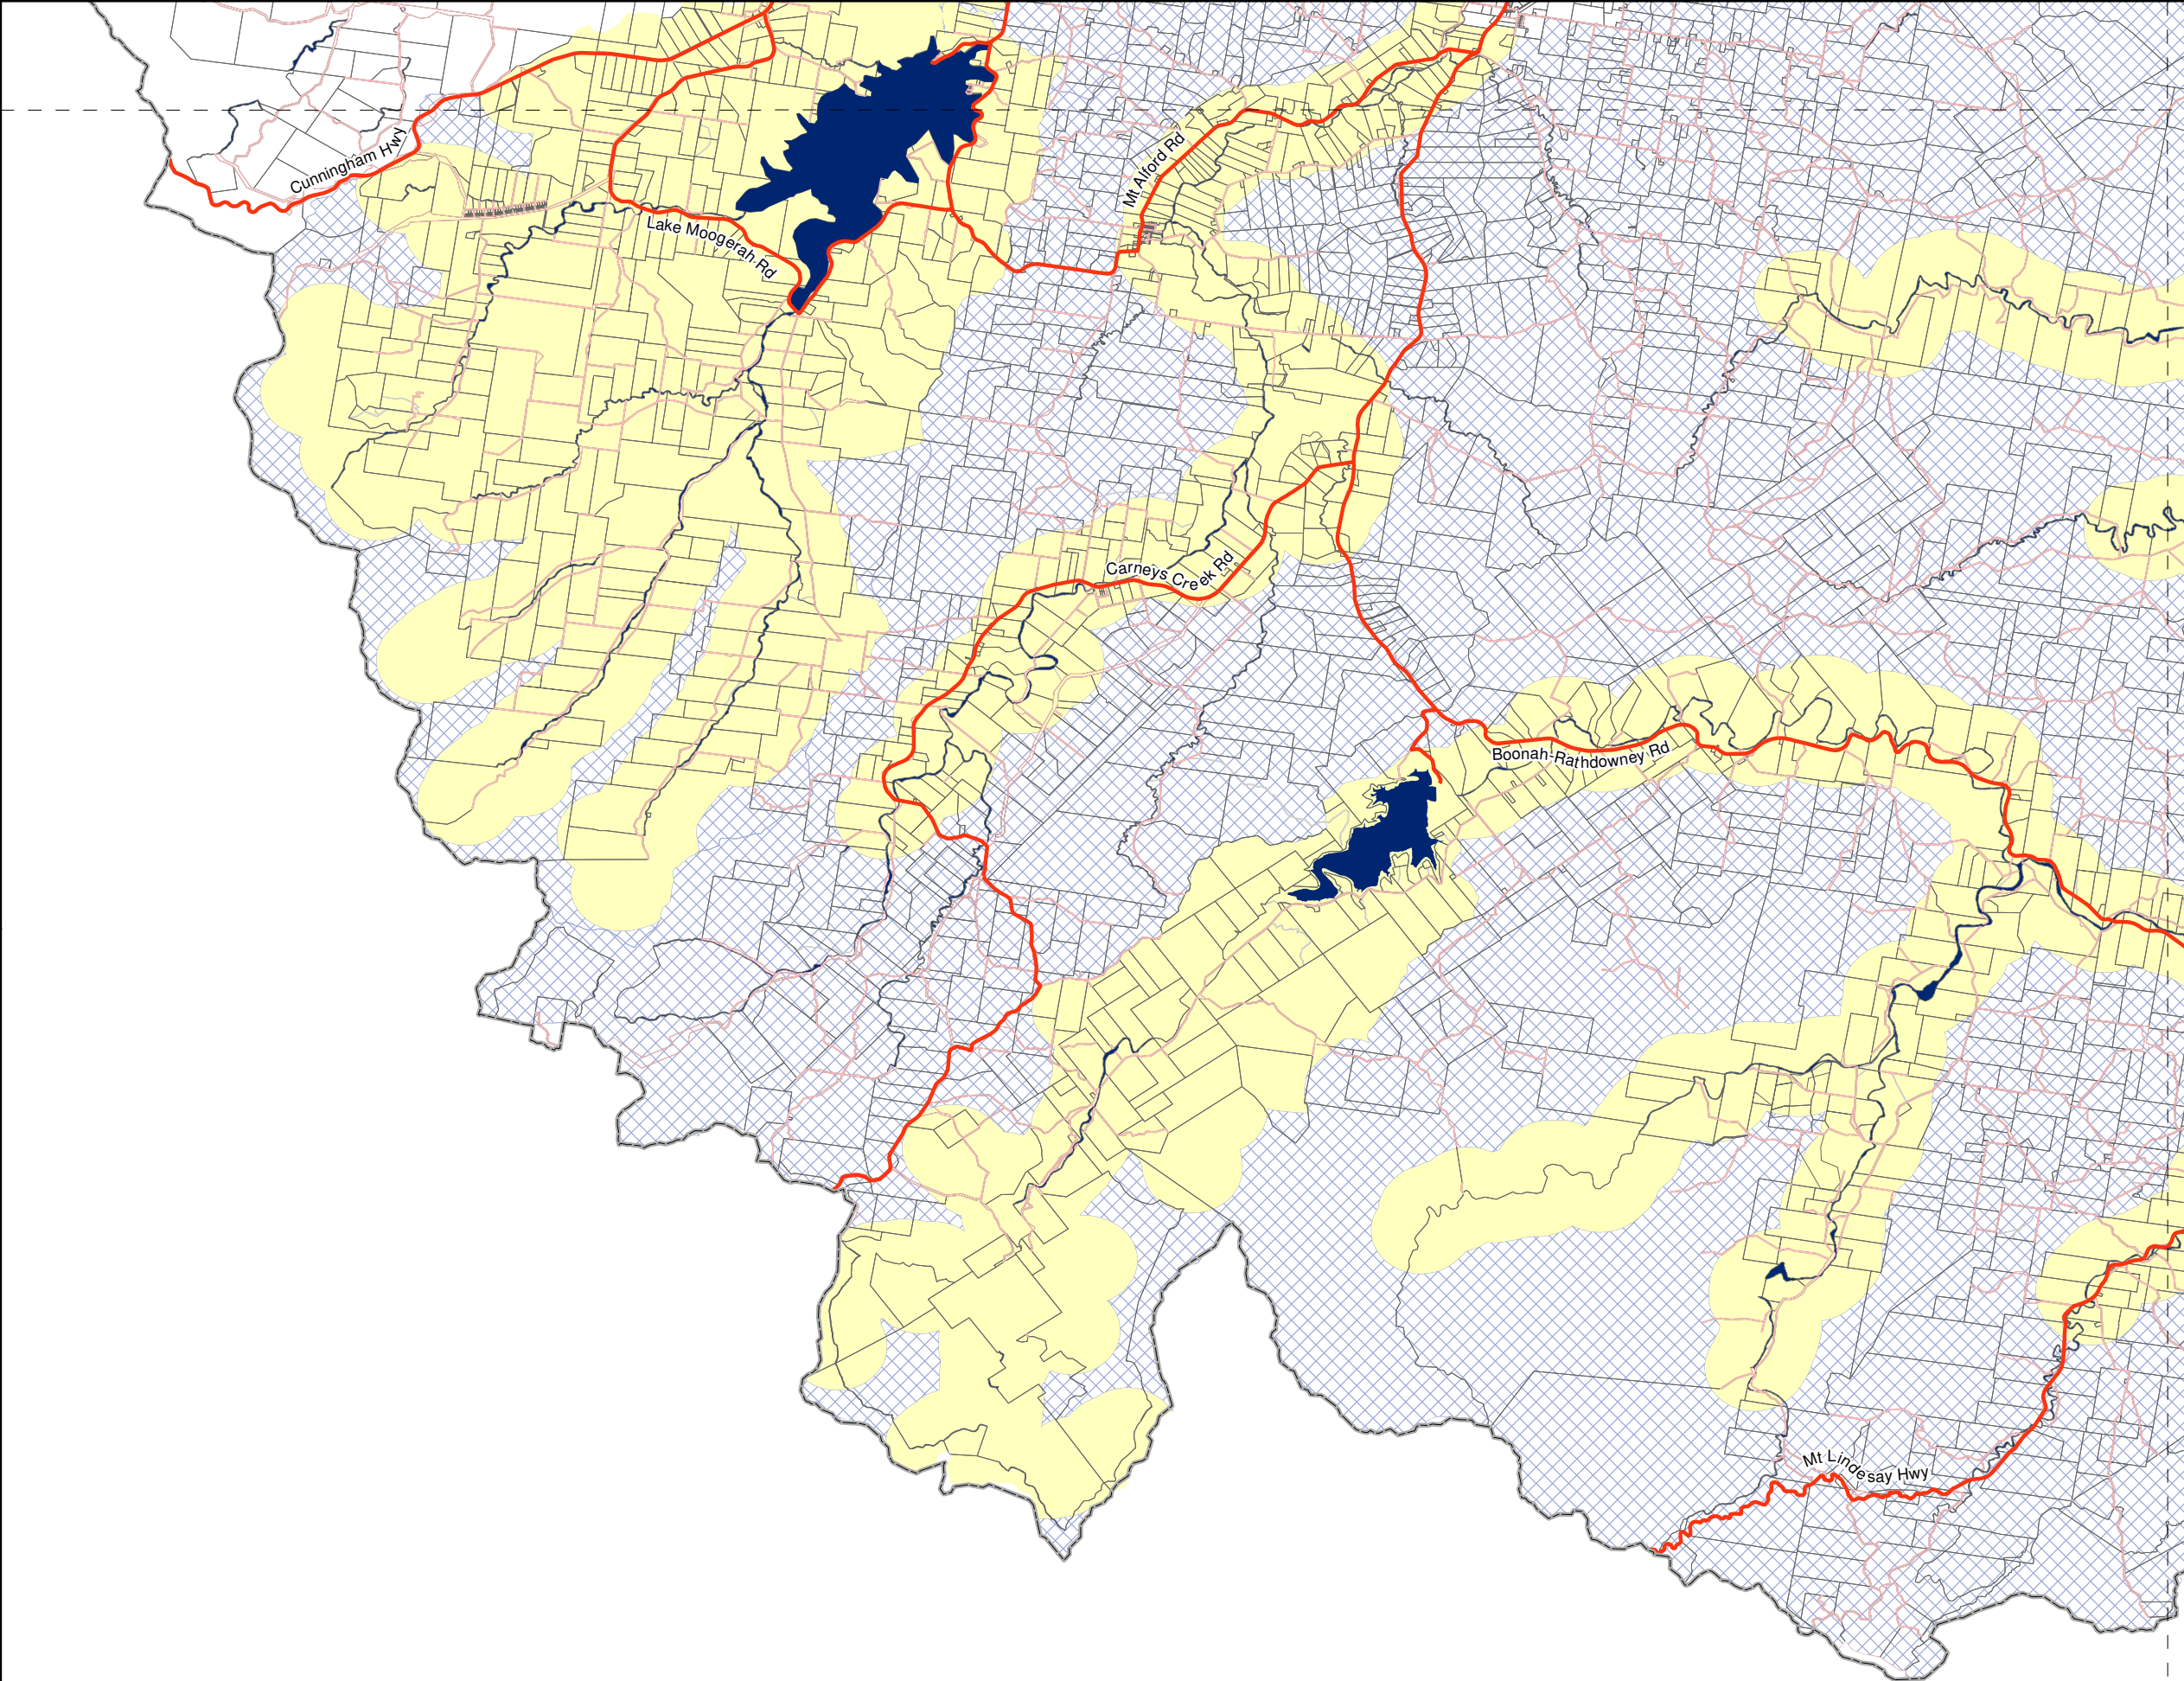 Cunningham Hwy
Mt Alford Rd
Lake Moogerah Rd
Carneys Creek Rd
Boonah-Rathdowney Rd
Mt Lindesay Hwy